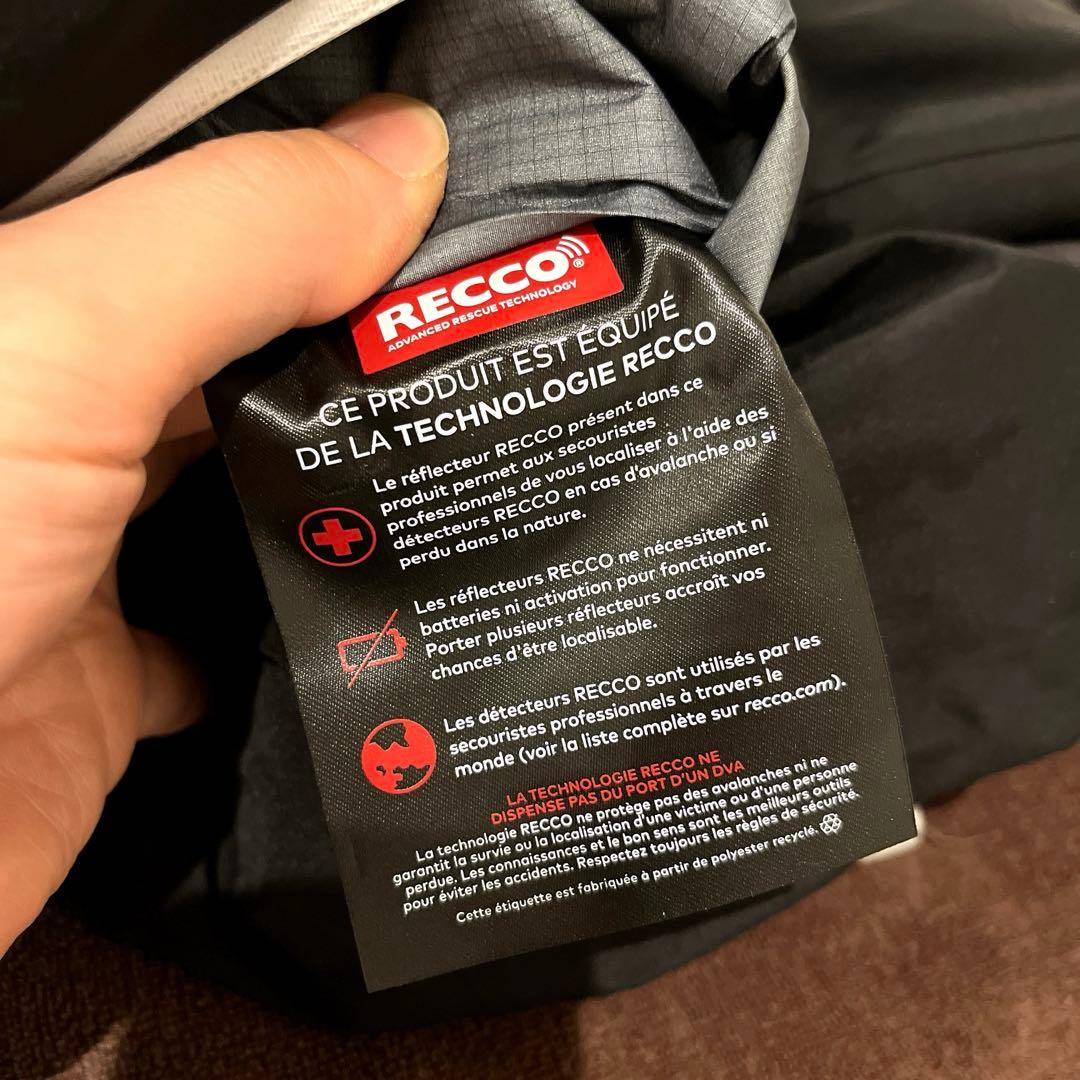 RECCO®
ADVANCED RESCUE TECHNOLOGY
CE PRODUIT EST ÉQUIPÉ
DE LA TECHNOLOGIE RECCO
Le réflecteur RECCO présent dans ce
produit permet aux secouristes
professionnels de vous localiser à l'aide des
détecteurs RECCO en cas d'avalanche ou si
perdu dans la nature.
Les réflecteurs RECCO ne nécessitent ni
batteries ni activation pour fonctionner.
Porter plusieurs réflecteurs accroît vos
chances d'être localisable.
Les détecteurs RECCO sont utilisés par les
secouristes professionnels à travers le
monde (voir la liste complète sur recco.com).
LA TECHNOLOGIE RECCO NE
DISPENSE PAS DU PORT D'UN DVA
La technologie RECCO ne protège pas des avalanches ni ne
garantit la survie ou la localisation d'une victime ou d'une personne
perdue. Les connaissances et le bon sens sont les meilleurs outils
pour éviter les accidents. Respectez toujours les règles de sécurité.
Cette étiquette est fabriquée à partir de polyester recyclé.